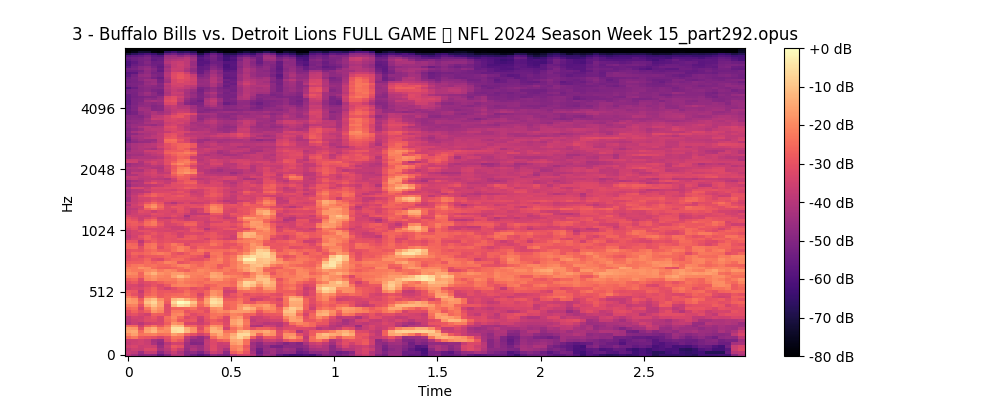 3 - Buffalo Bills vs. Detroit Lions FULL GAME  NFL 2024 Season Week 15_part292.opus
+0 dB
-10 dB
-20 dB
-30 dB
-40 dB
-50 dB
-60 dB
-70 dB
-80 dB
Hz
4096
2048
1024
512
0
0 0.5 1 1.5 2 2.5
Time